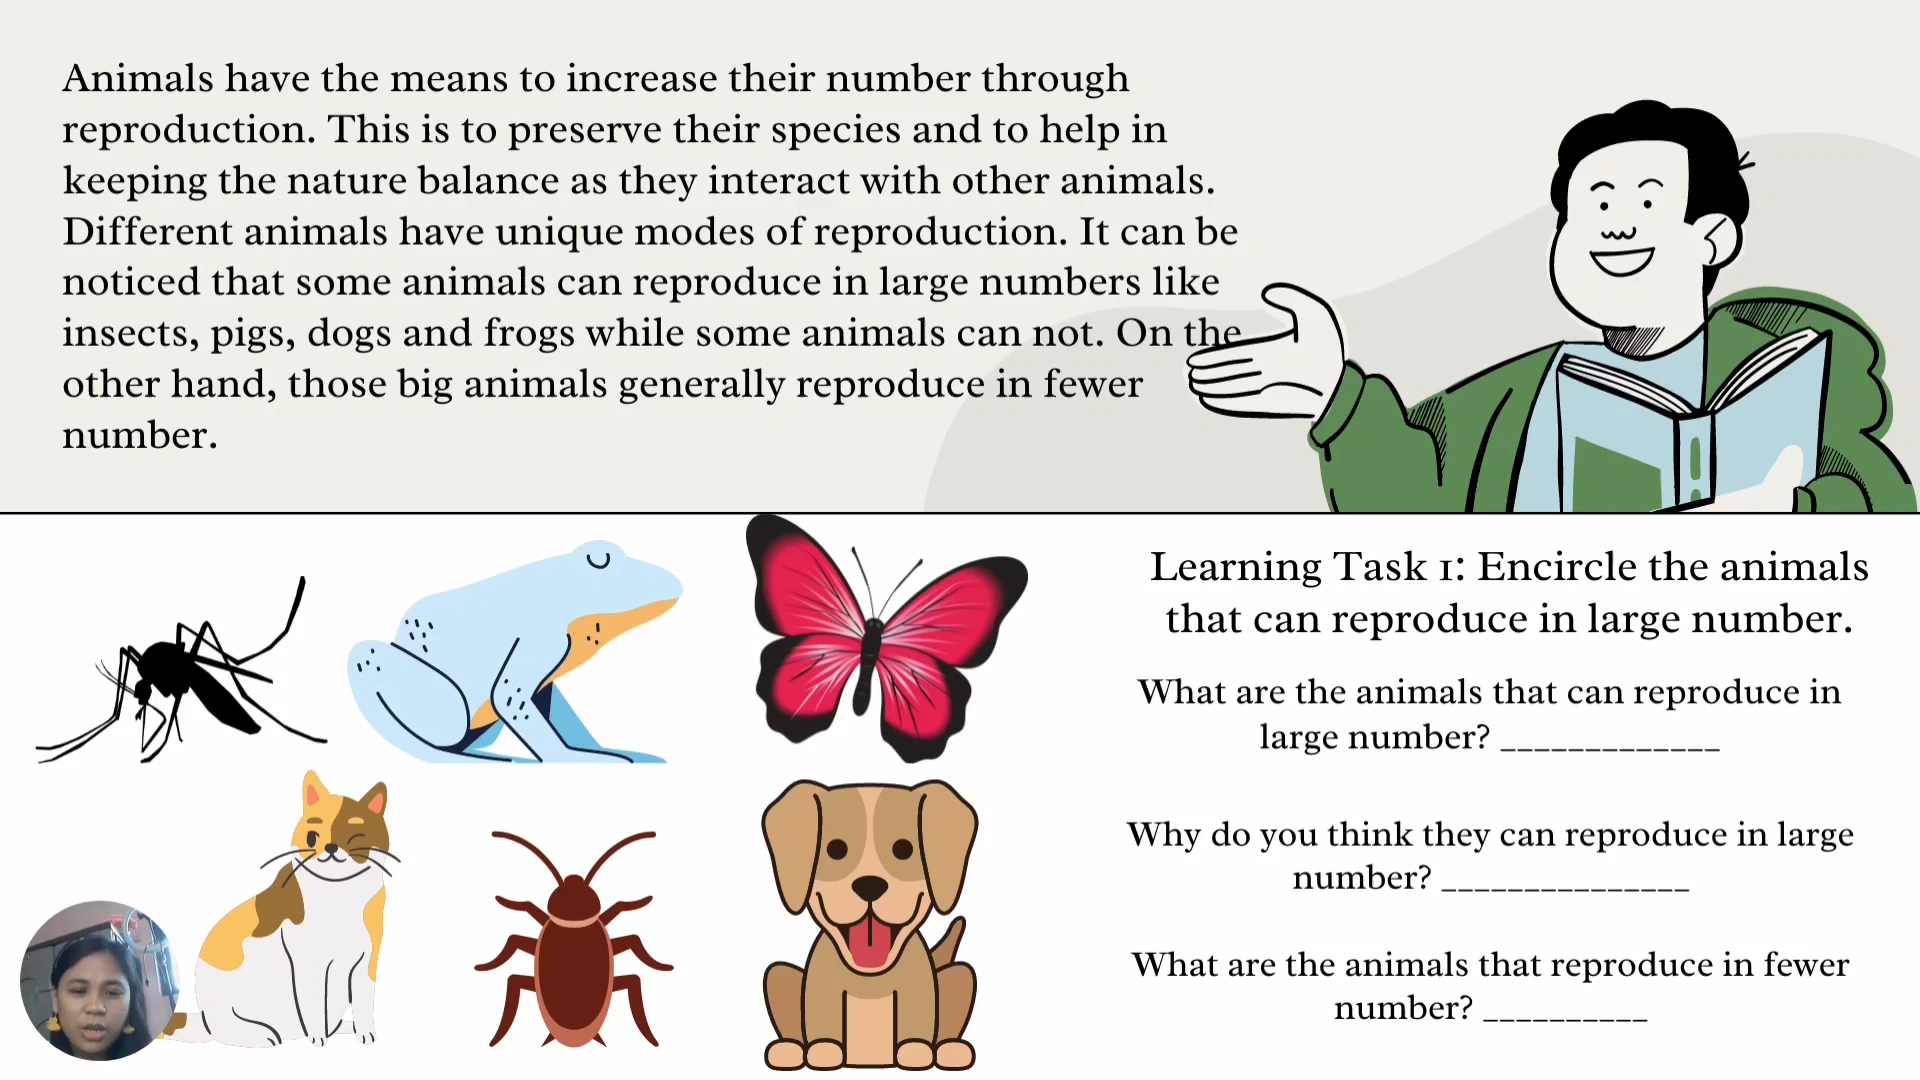 Animals have the means to increase their number through
reproduction. This is to preserve their species and to help in
keeping the nature balance as they interact with other animals.
Different animals have unique modes of reproduction. It can be
noticed that some animals can reproduce in large numbers like
insects, pigs, dogs and frogs while some animals can not. On the
other hand, those big animals generally reproduce in fewer
number.
Learning Task 1: Encircle the animals
that can reproduce in large number.
What are the animals that can reproduce in
large number? _____________
Why do you think they can reproduce in large
number? _______________
What are the animals that reproduce in fewer
number? __________